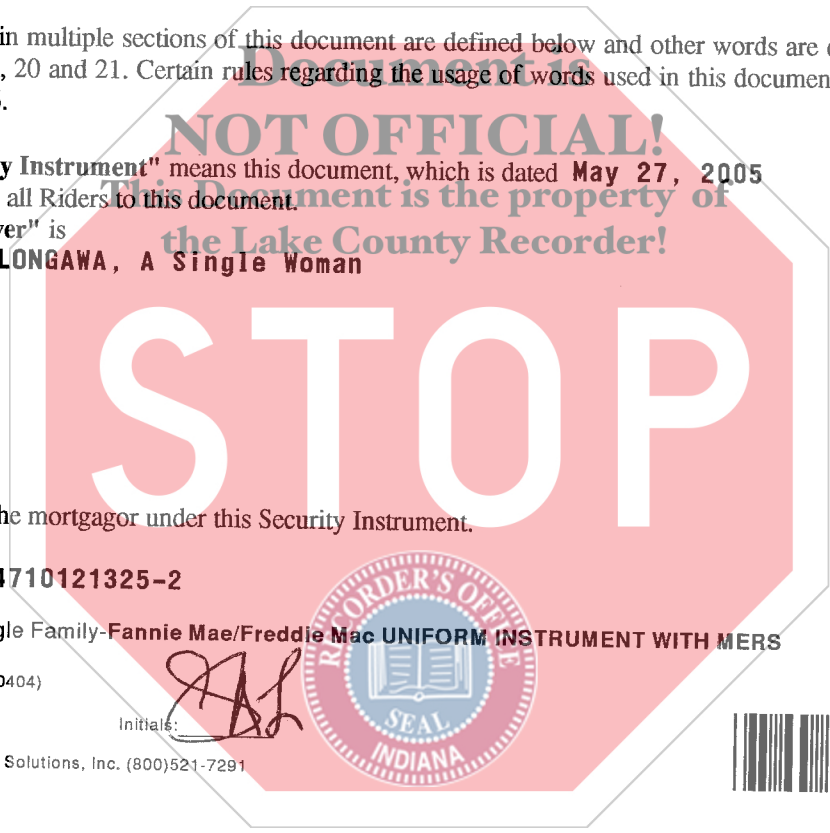 in multiple sections of this document are defined below and other words are
, 20 and 21. Certain rules regarding the usage of words used in this documen
Document is
NOT OFFICIAL!
y Instrument" means this document, which is dated May 27, 2005
This Document is the property of
all Riders to this document.
er" is
the Lake County Recorder!
LONGAWA, A Single Woman
STOP
he mortgagor under this Security Instrument.
4710121325-2
RECORDER'S OFFICE
gle Family-Fannie Mae/Freddie Mac UNIFORM INSTRUMENT WITH MERS
0404)
SEAL
Initials:
INDIANA
Solutions, Inc. (800)521-7291